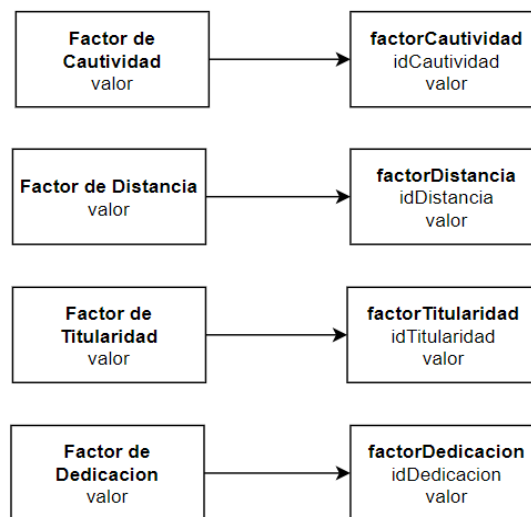 Factor de
Cautividad
valor
factorCautividad
idCautividad
valor
Factor de Distancia
valor
factorDistancia
idDistancia
valor
Factor de
Titularidad
valor
factorTitularidad
idTitularidad
valor
Factor de
Dedicacion
valor
factorDedicacion
idDedicacion
valor